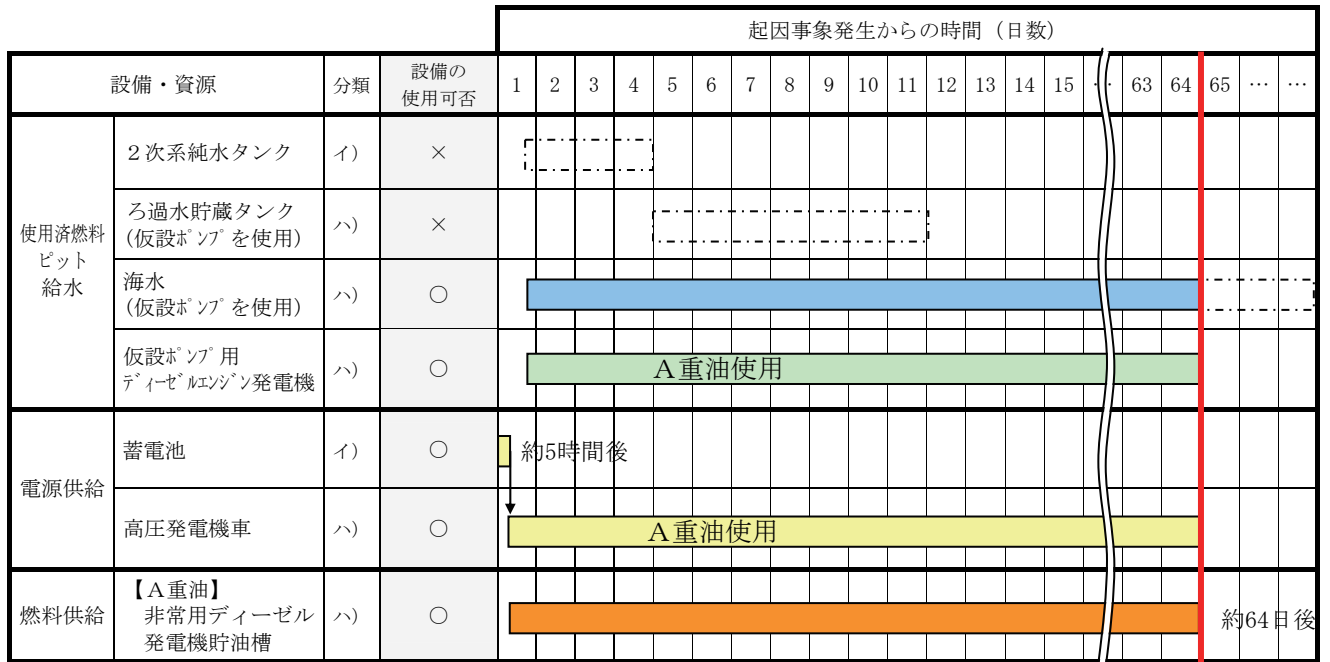 起因事象発生からの時間（日数）
設備・資源 分類 設備の使用可否 1 2 3 4 5 6 7 8 9 10 11 12 13 14 15 … 63 64 65 … …
使用済燃料
ピット
給水
２次系純水タンク イ） ×
ろ過水貯蔵タンク
（仮設ﾎﾟﾝﾌﾟを使用） ハ） ×
海水
（仮設ﾎﾟﾝﾌﾟを使用） ハ） ○
仮設ﾎﾟﾝﾌﾟ用
ﾃﾞｨｰｾﾞﾙｴﾝｼﾞﾝ発電機 ハ） ○ Ａ重油使用
電源供給
蓄電池 イ） ○ 約5時間後
高圧発電機車 ハ） ○ Ａ重油使用
燃料供給
【Ａ重油】
非常用ディーゼル
発電機貯油槽 ハ） ○ 約64日後